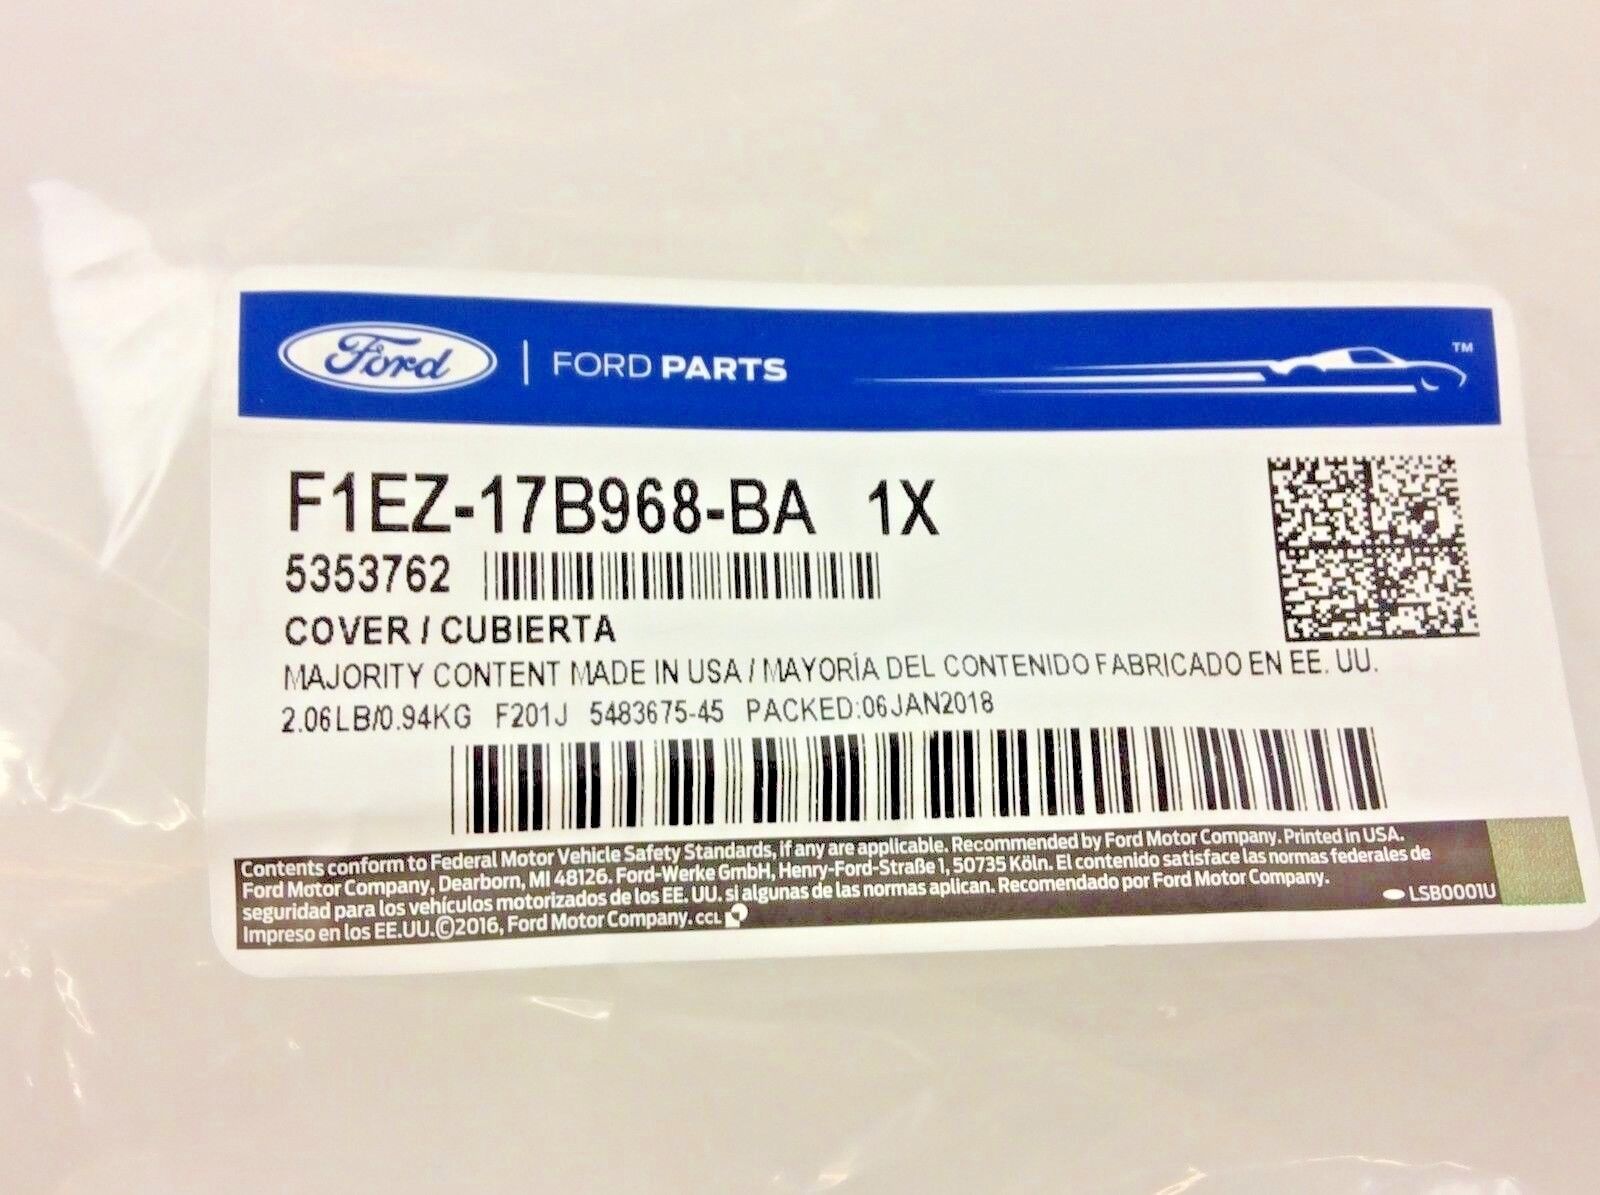 Ford | FORD PARTS ™
F1EZ-17B968-BA 1X
5353762
COVER / CUBIERTA
MAJORITY CONTENT MADE IN USA / MAYORÍA DEL CONTENIDO FABRICADO EN EE. UU.
2.06LB/0.94KG F201J 5483675-45 PACKED:06JAN2018
Contents conform to Federal Motor Vehicle Safety Standards, if any are applicable. Recommended by Ford Motor Company. Printed in USA.
Ford Motor Company, Dearborn, MI 48126. Ford-Werke GmbH, Henry-Ford-Straße 1, 50735 Köln. El contenido satisface las normas federales de
seguridad para los vehículos motorizados de los EE. UU. si algunas de las normas aplican. Recomendado por Ford Motor Company.
Impreso en los EE.UU.©2016, Ford Motor Company. CCL
LSB0001U